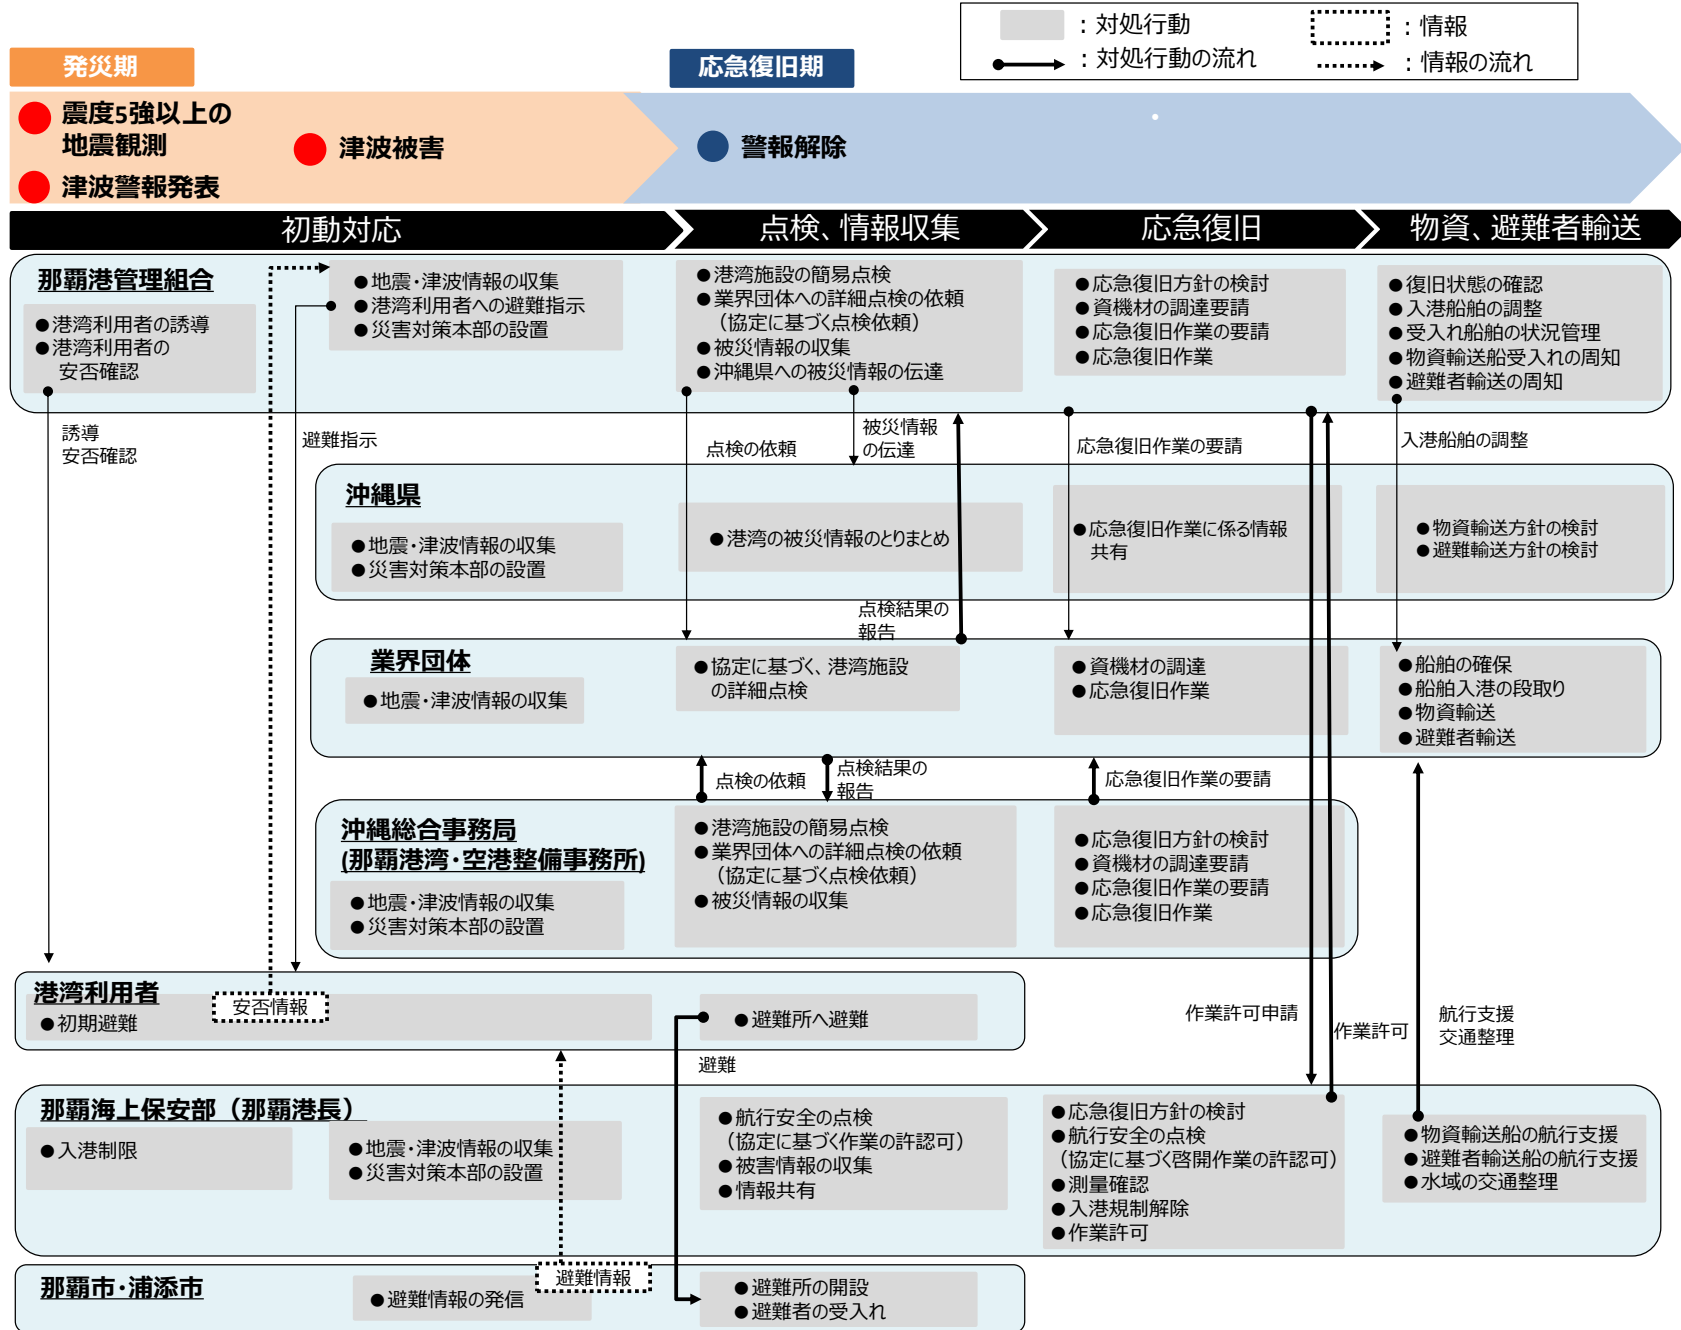 ：対処行動
：情報
：対処行動の流れ
：情報の流れ
発災期
応急復旧期
●震度5強以上の
地震観測
●津波警報発表
●津波被害
●警報解除
初動対応
点検、情報収集
応急復旧
物資、避難者輸送
那覇港管理組合
●港湾利用者の誘導
●港湾利用者の
安否確認
●地震・津波情報の収集
●港湾利用者への避難指示
●災害対策本部の設置
●港湾施設の簡易点検
●業界団体への詳細点検の依頼
（協定に基づく点検依頼）
●被災情報の収集
●沖縄県への被災情報の伝達
●応急復旧方針の検討
●資機材の調達要請
●応急復旧作業の要請
●応急復旧作業
●復旧状態の確認
●入港船舶の調整
●受入れ船舶の状況管理
●物資輸送船受入れの周知
●避難者輸送の周知
誘導
安否確認
避難指示
点検の依頼
被災情報
の伝達
応急復旧作業の要請
入港船舶の調整
沖縄県
●地震・津波情報の収集
●災害対策本部の設置
●港湾の被災情報のとりまとめ
●応急復旧作業に係る情報
共有
●物資輸送方針の検討
●避難輸送方針の検討
点検結果の
報告
業界団体
●地震・津波情報の収集
●協定に基づく、港湾施設
の詳細点検
●資機材の調達
●応急復旧作業
●船舶の確保
●船舶入港の段取り
●物資輸送
●避難者輸送
点検の依頼
点検結果の
報告
応急復旧作業の要請
沖縄総合事務局
(那覇港湾・空港整備事務所)
●地震・津波情報の収集
●災害対策本部の設置
●港湾施設の簡易点検
●業界団体への詳細点検の依頼
（協定に基づく点検依頼）
●被災情報の収集
●応急復旧方針の検討
●資機材の調達要請
●応急復旧作業の要請
●応急復旧作業
港湾利用者
●初期避難
安否情報
●避難所へ避難
避難
作業許可申請
作業許可
航行支援
交通整理
那覇海上保安部（那覇港長）
●入港制限
●地震・津波情報の収集
●災害対策本部の設置
●航行安全の点検
（協定に基づく作業の許認可）
●被害情報の収集
●情報共有
●応急復旧方針の検討
●航行安全の点検
（協定に基づく啓開作業の許認可）
●測量確認
●入港規制解除
●作業許可
●物資輸送船の航行支援
●避難者輸送船の航行支援
●水域の交通整理
那覇市・浦添市
●避難情報の発信
避難情報
●避難所の開設
●避難者の受入れ